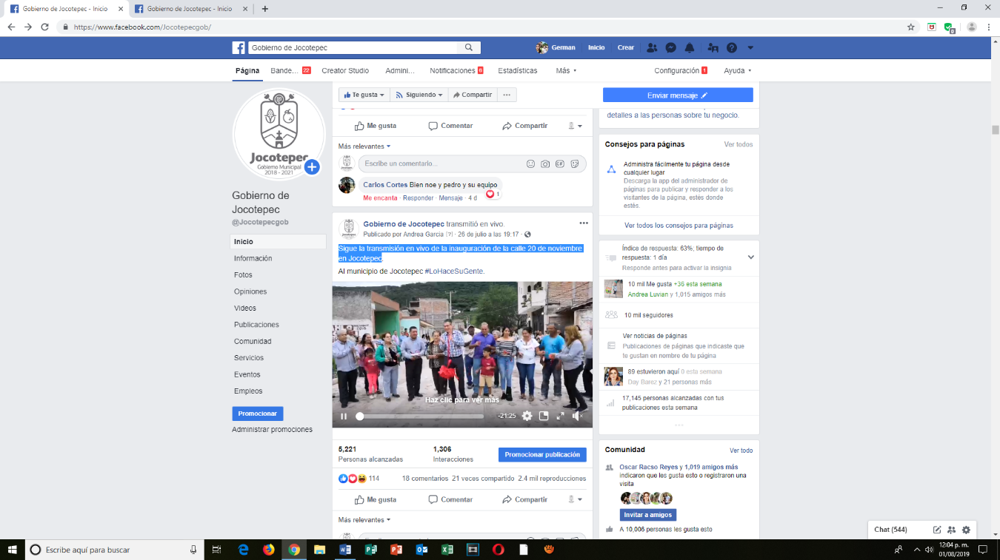 Gobierno de Jocotepec - Inicio
Gobierno de Jocotepec - Inicio
https://www.facebook.com/Jocotepecgob/
Gobierno de Jocotepec
German Inicio Crear
Página Bande... 22 Creator Studio Admini... Notificaciones 6 Estadísticas Más Configuración 1 Ayuda
Te gusta Siguiendo Compartir ...
Enviar mensaje
Jocotepec
Gobierno Municipal
2018 - 2021
Gobierno de
Jocotepec
@Jocotepecgob
Inicio
Información
Fotos
Opiniones
Videos
Publicaciones
Comunidad
Servicios
Eventos
Empleos
Promocionar
Administrar promociones
Me gusta Comentar Compartir
Más relevantes
Escribe un comentario...
GIF
Carlos Cortes Bien noe y pedro y su equipo
1
Me encanta · Responder · Mensaje · 4 d
Gobierno de Jocotepec transmitió en vivo.
Publicado por Andrea Garcia [?] · 26 de julio a las 19:17 ·
Sigue la transmisión en vivo de la inauguración de la calle 20 de noviembre
en Jocotepec.
Al municipio de Jocotepec #LoHaceSuGente.
Haz clic para ver más
-21:25
5,221
Personas alcanzadas
1,306
Interacciones
Promocionar publicación
114
18 comentarios 21 veces compartido 2.4 mil reproducciones
Me gusta Comentar Compartir
Más relevantes
detalles a las personas sobre tu negocio.
Consejos para páginas Ver todos
Administra fácilmente tu página desde
cualquier lugar
Descarga la app del administrador de
páginas para publicar y responder a los
visitantes de la página, estés donde
estés.
Ver todos los consejos para páginas
Índice de respuesta: 63%; tiempo de
respuesta: 1 día
Responde antes para activar la insignia
10 mil Me gusta +36 esta semana
Andrea Luvian y 1,015 amigos más
10 mil seguidores
Ver noticias de páginas
Publicaciones de páginas que indicaste que
te gustan en nombre de tu página
89 estuvieron aquí 0 esta semana
Day Barez y 21 personas más
17,145 personas alcanzadas con tus
publicaciones esta semana
...
Comunidad Ver todo
Oscar Racso Reyes y 1,019 amigos más
indicaron que les gusta esto o registraron una
visita
Invitar a amigos
A 10,006 personas les gusta esto
Chat (544)
Escribe aquí para buscar
12:04 p. m.
01/08/2019